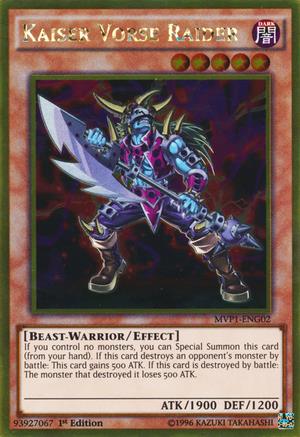 Kaiser Vorse Raider
DARK
闇
MVP1-ENG02
[Beast-Warrior/Effect]
If you control no monsters, you can Special Summon this card
(from your hand). If this card destroys an opponent's monster by
battle: This card gains 500 ATK. If this card is destroyed by battle:
The monster that destroyed it loses 500 ATK.
ATK/1900 DEF/1200
93927067 1st Edition ©1996 KAZUKI TAKAHASHI